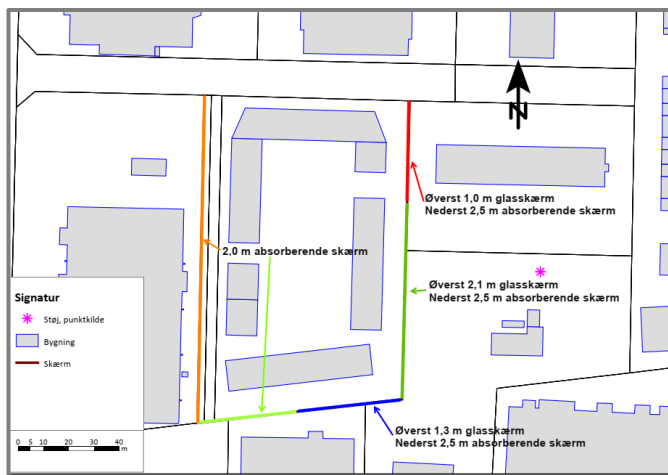 N
Øverst 1,0 m glasskærm
Nederst 2,5 m absorberende skærm
2,0 m absorberende skærm
Øverst 2,1 m glasskærm
Nederst 2,5 m absorberende skærm
Signatur
Støj, punktkilde
Bygning
Skærm
0 5 10 20 30 40
m
Øverst 1,3 m glasskærm
Nederst 2,5 m absorberende skærm